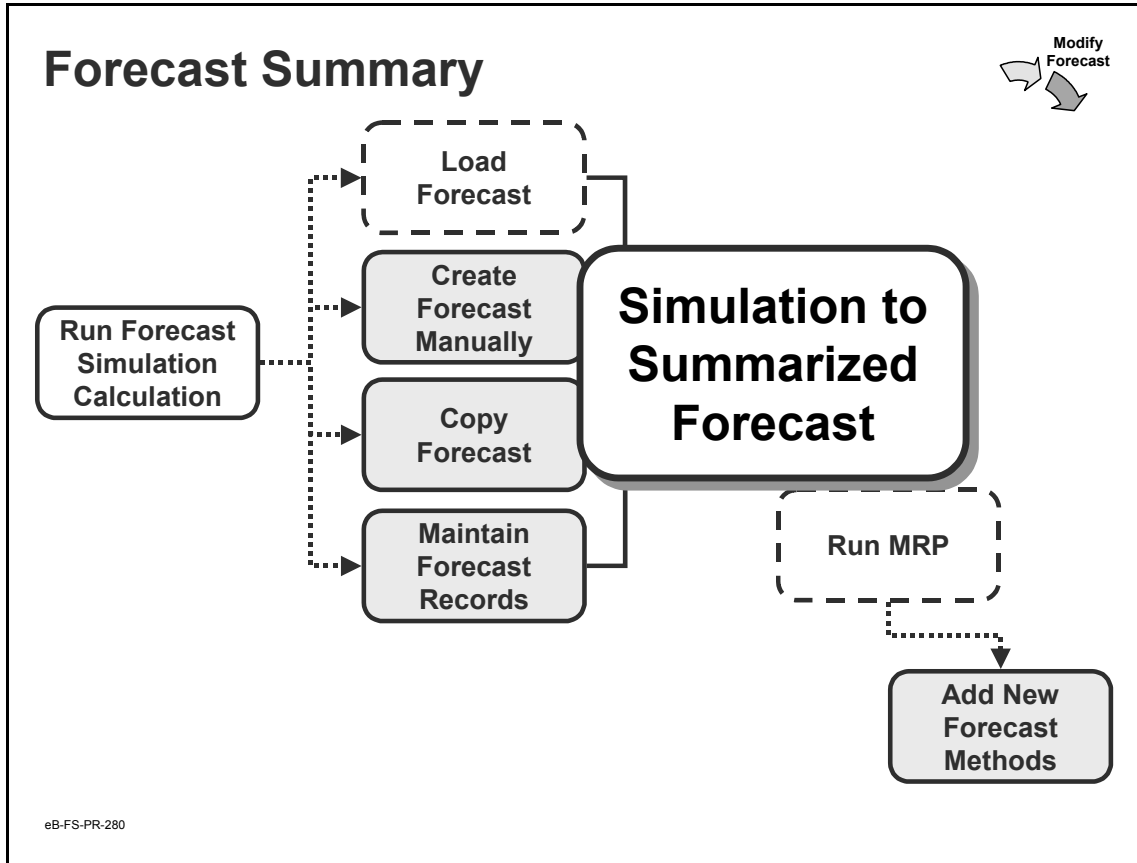 Forecast Summary
Modify
Forecast
Load
Forecast
Create
Forecast
Manually
Simulation to
Summarized
Forecast
Run Forecast
Simulation
Calculation
Copy
Forecast
Maintain
Forecast
Records
Run MRP
Add New
Forecast
Methods
eB-FS-PR-280